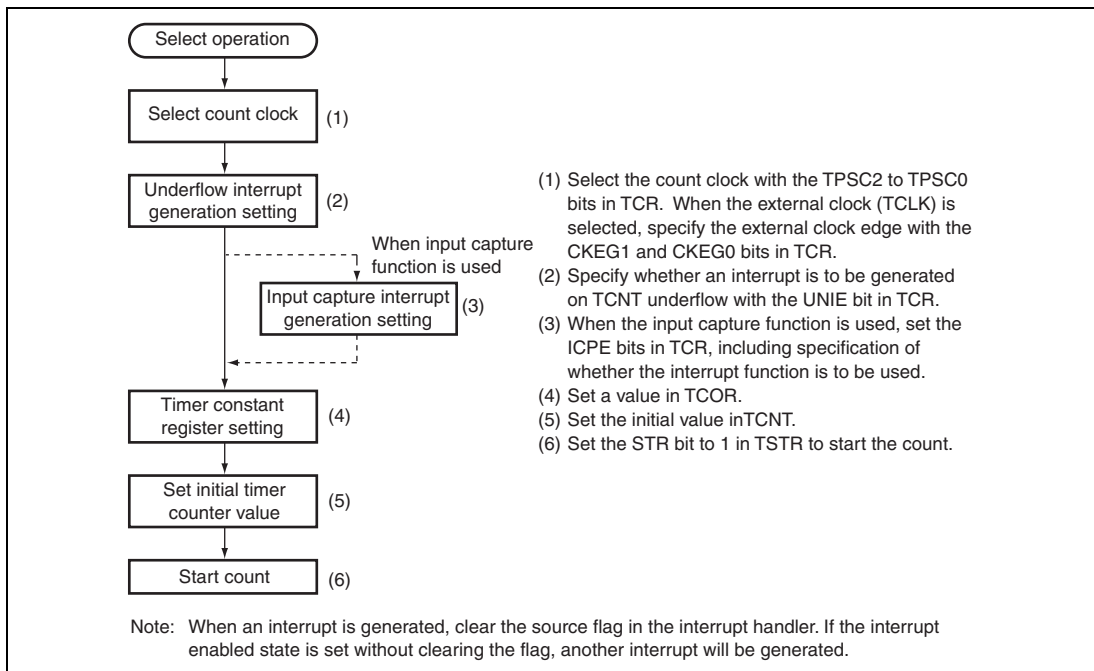 Select operation
Select count clock
(1)
Underflow interrupt
generation setting
(2)
When input capture
function is used
Input capture interrupt
generation setting
(3)
Timer constant
register setting
(4)
Set initial timer
counter value
(5)
Start count
(6)
(1) Select the count clock with the TPSC2 to TPSC0
bits in TCR. When the external clock (TCLK) is
selected, specify the external clock edge with the
CKEG1 and CKEG0 bits in TCR.
(2) Specify whether an interrupt is to be generated
on TCNT underflow with the UNIE bit in TCR.
(3) When the input capture function is used, set the
ICPE bits in TCR, including specification of
whether the interrupt function is to be used.
(4) Set a value in TCOR.
(5) Set the initial value inTCNT.
(6) Set the STR bit to 1 in TSTR to start the count.
Note: When an interrupt is generated, clear the source flag in the interrupt handler. If the interrupt
enabled state is set without clearing the flag, another interrupt will be generated.